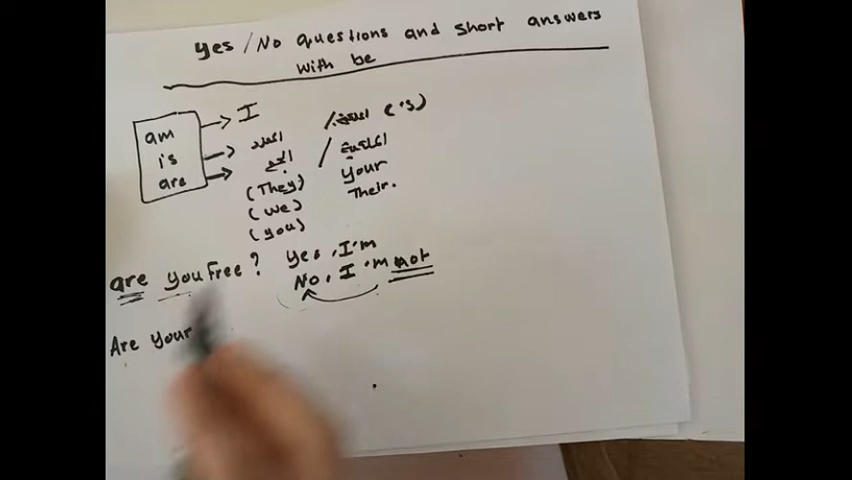 yes / No questions and short answers
with be
am
is
are
I
(They)
(we)
(you)
('s)
your
Their.
are you free? yes, I'm
No, I'm not
Are your